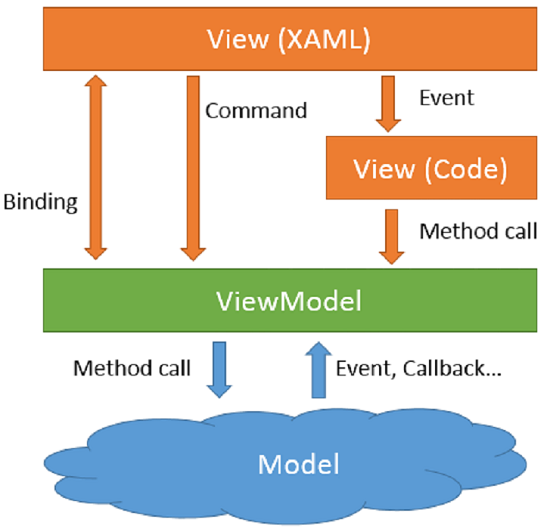 View (XAML)
Event
Command
View (Code)
Binding
Method call
ViewModel
Method call
Event, Callback...
Model